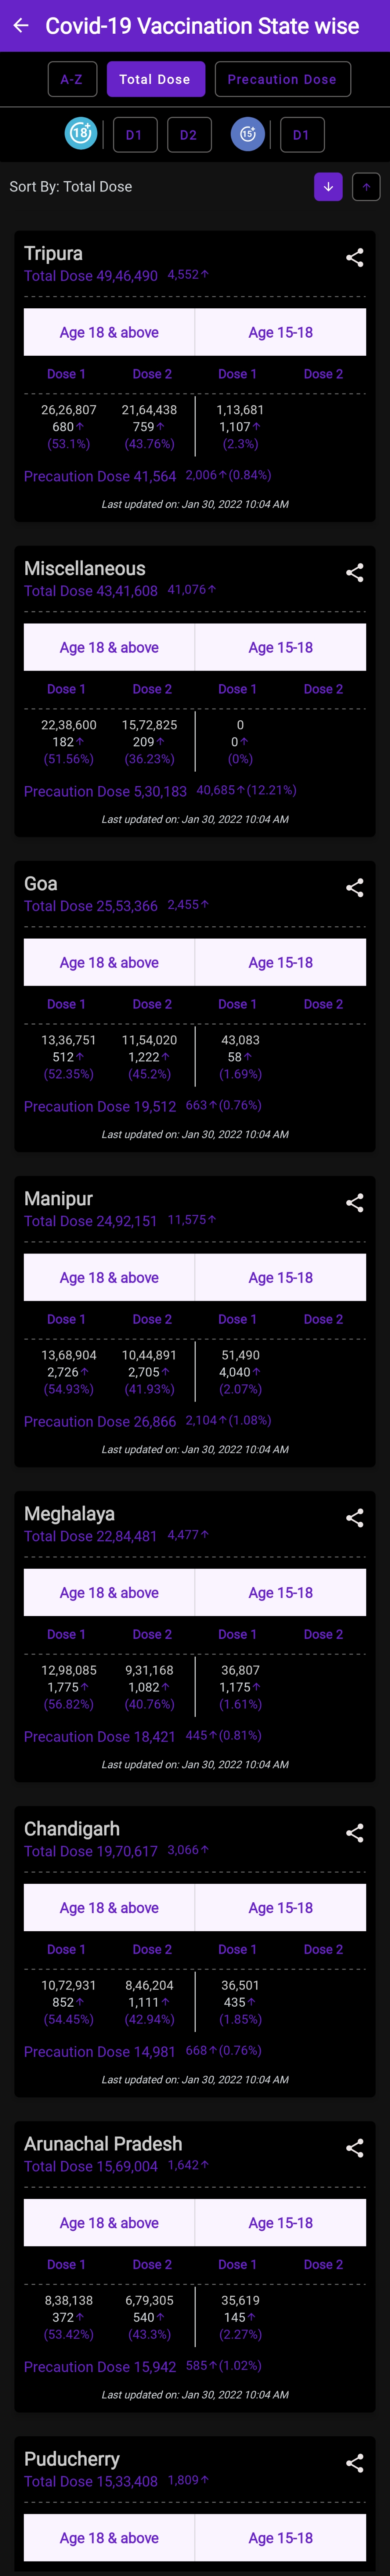 Covid-19 Vaccination State wise
A-Z Total Dose Precaution Dose
18+ D1 D2 15+ D1
Sort By: Total Dose
Tripura
Total Dose 49,46,490 4,552↑
Age 18 & above Age 15-18
Dose 1 Dose 2 Dose 1 Dose 2
26,26,807 21,64,438 1,13,681
680↑ 759↑ 1,107↑
(53.1%) (43.76%) (2.3%)
Precaution Dose 41,564 2,006↑(0.84%)
Last updated on: Jan 30, 2022 10:04 AM
Miscellaneous
Total Dose 43,41,608 41,076↑
Age 18 & above Age 15-18
Dose 1 Dose 2 Dose 1 Dose 2
22,38,600 15,72,825 0
182↑ 209↑ 0↑
(51.56%) (36.23%) (0%)
Precaution Dose 5,30,183 40,685↑(12.21%)
Last updated on: Jan 30, 2022 10:04 AM
Goa
Total Dose 25,53,366 2,455↑
Age 18 & above Age 15-18
Dose 1 Dose 2 Dose 1 Dose 2
13,36,751 11,54,020 43,083
512↑ 1,222↑ 58↑
(52.35%) (45.2%) (1.69%)
Precaution Dose 19,512 663↑(0.76%)
Last updated on: Jan 30, 2022 10:04 AM
Manipur
Total Dose 24,92,151 11,575↑
Age 18 & above Age 15-18
Dose 1 Dose 2 Dose 1 Dose 2
13,68,904 10,44,891 51,490
2,726↑ 2,705↑ 4,040↑
(54.93%) (41.93%) (2.07%)
Precaution Dose 26,866 2,104↑(1.08%)
Last updated on: Jan 30, 2022 10:04 AM
Meghalaya
Total Dose 22,84,481 4,477↑
Age 18 & above Age 15-18
Dose 1 Dose 2 Dose 1 Dose 2
12,98,085 9,31,168 36,807
1,775↑ 1,082↑ 1,175↑
(56.82%) (40.76%) (1.61%)
Precaution Dose 18,421 445↑(0.81%)
Last updated on: Jan 30, 2022 10:04 AM
Chandigarh
Total Dose 19,70,617 3,066↑
Age 18 & above Age 15-18
Dose 1 Dose 2 Dose 1 Dose 2
10,72,931 8,46,204 36,501
852↑ 1,111↑ 435↑
(54.45%) (42.94%) (1.85%)
Precaution Dose 14,981 668↑(0.76%)
Last updated on: Jan 30, 2022 10:04 AM
Arunachal Pradesh
Total Dose 15,69,004 1,642↑
Age 18 & above Age 15-18
Dose 1 Dose 2 Dose 1 Dose 2
8,38,138 6,79,305 35,619
372↑ 540↑ 145↑
(53.42%) (43.3%) (2.27%)
Precaution Dose 15,942 585↑(1.02%)
Last updated on: Jan 30, 2022 10:04 AM
Puducherry
Total Dose 15,33,408 1,809↑
Age 18 & above Age 15-18